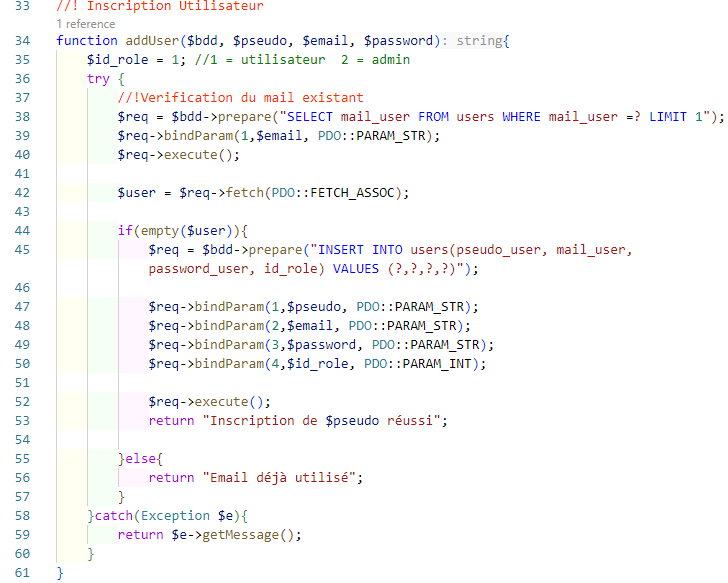 33 //! Inscription Utilisateur
1 reference
34 function addUser($bdd, $pseudo, $email, $password): string{
35 $id_role = 1; //1 = utilisateur  2 = admin
36 try {
37 //!Verification du mail existant
38 $req = $bdd->prepare("SELECT mail_user FROM users WHERE mail_user =? LIMIT 1");
39 $req->bindParam(1,$email, PDO::PARAM_STR);
40 $req->execute();
41
42 $user = $req->fetch(PDO::FETCH_ASSOC);
43
44 if(empty($user)){
45 $req = $bdd->prepare("INSERT INTO users(pseudo_user, mail_user,
password_user, id_role) VALUES (?,?,?,?)");
46
47 $req->bindParam(1,$pseudo, PDO::PARAM_STR);
48 $req->bindParam(2,$email, PDO::PARAM_STR);
49 $req->bindParam(3,$password, PDO::PARAM_STR);
50 $req->bindParam(4,$id_role, PDO::PARAM_INT);
51
52 $req->execute();
53 return "Inscription de $pseudo réussi";
54
55 }else{
56 return "Email déjà utilisé";
57 }
58 }catch(Exception $e){
59 return $e->getMessage();
60 }
61 }